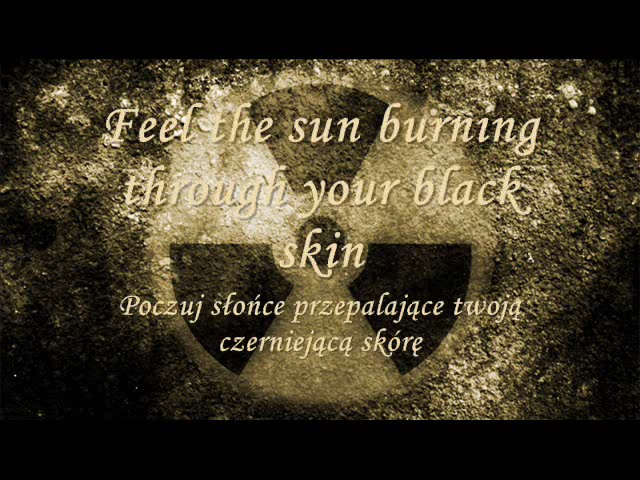 Feel the sun burning
through your black
skin
Poczuj słońce przepalające twoją
czerniejącą skórę